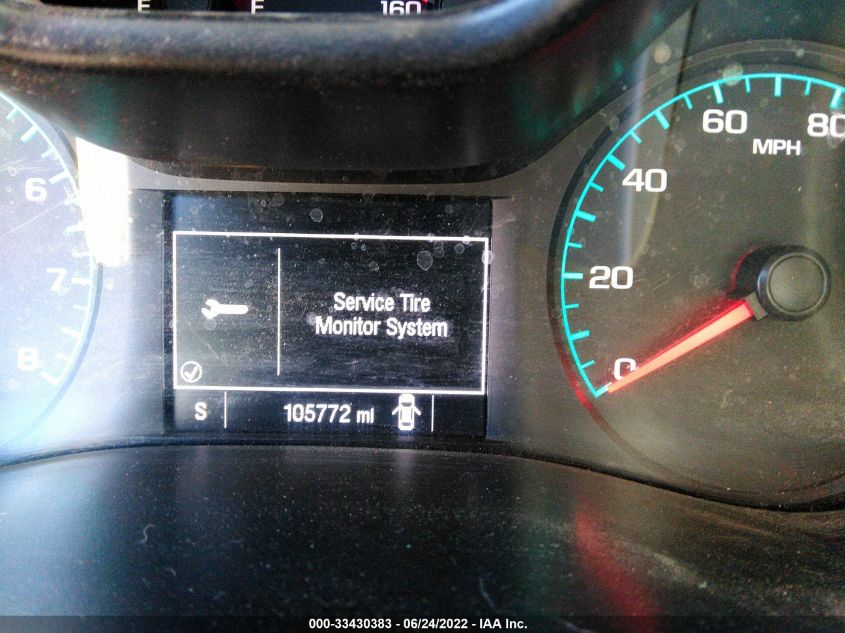 E E 160
60 80
MPH
6 40
7 20
Service Tire
Monitor System
8 0
S 105772 mi
000-33430383 - 06/24/2022 - IAA Inc.